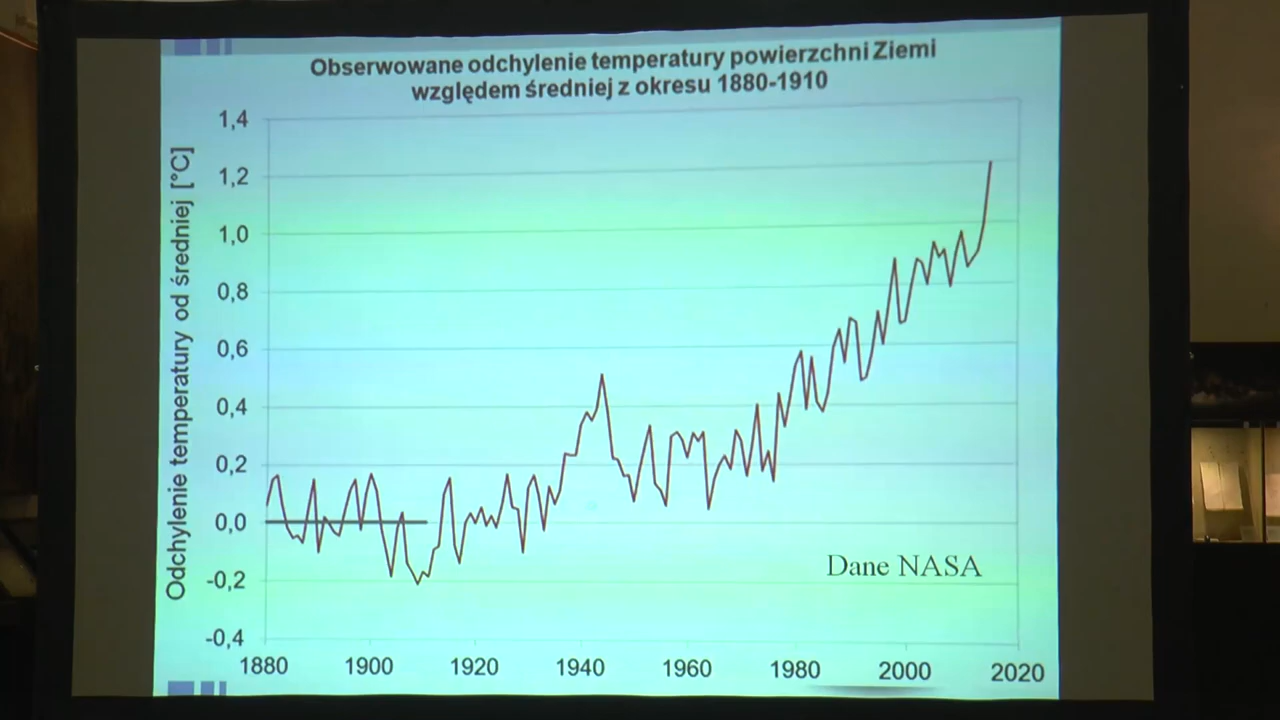 Obserwowane odchylenie temperatury powierzchni Ziemi
względem średniej z okresu 1880-1910
Odchylenie temperatury od średniej [°C]
1,4
1,2
1,0
0,8
0,6
0,4
0,2
0,0
-0,2
-0,4
Dane NASA
1880 1900 1920 1940 1960 1980 2000 2020